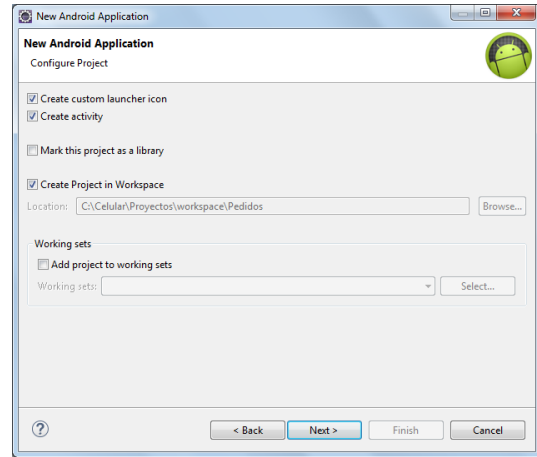 New Android Application
New Android Application
Configure Project
Create custom launcher icon
Create activity
Mark this project as a library
Create Project in Workspace
Location: C:\Celular\Proyectos\workspace\Pedidos Browse...
Working sets
Add project to working sets
Working sets: Select...
? < Back Next > Finish Cancel